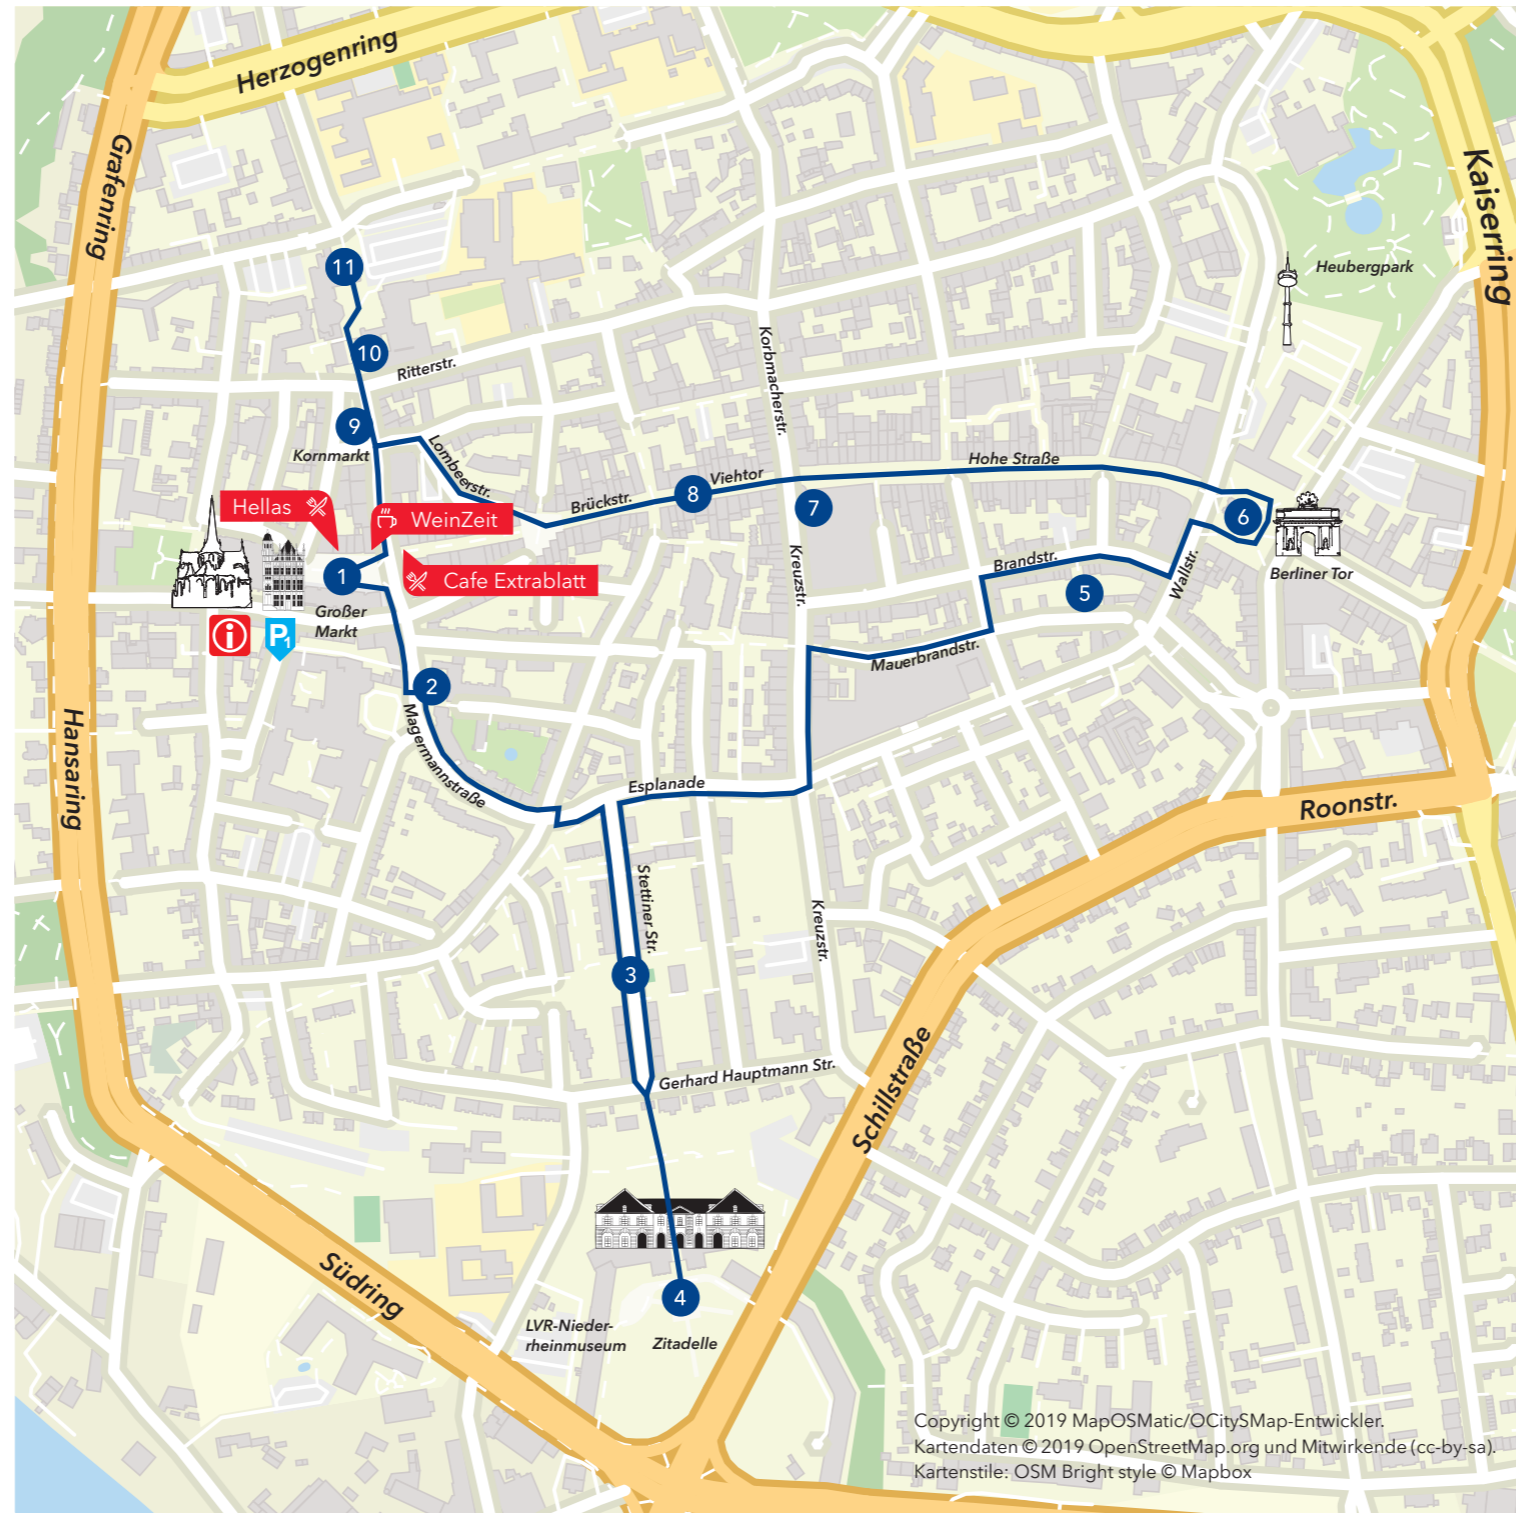 Herzogenring
Grafenring
Kaiserring
Heubergpark
11
10
Ritterstr.
Korbmacherstr.
9
Kornmarkt
Lombeerstr.
Hohe Straße
Viehtor
8
Brückstr.
7
6
Hellas
WeinZeit
Cafe Extrablatt
1
Großer
Markt
i
P1
Kreuzstr.
Brandstr.
5
Wallstr.
Berliner Tor
Mauerbrandstr.
2
Magermannstraße
Hansaring
Esplanade
Roonstr.
Stettiner Str.
Kreuzstr.
3
Gerhard Hauptmann Str.
Schillstraße
Südring
4
LVR-Nieder-
rheinmuseum
Zitadelle
Copyright © 2019 MapOSMatic/OCitySMap-Entwickler.
Kartendaten © 2019 OpenStreetMap.org und Mitwirkende (cc-by-sa).
Kartenstile: OSM Bright style © Mapbox